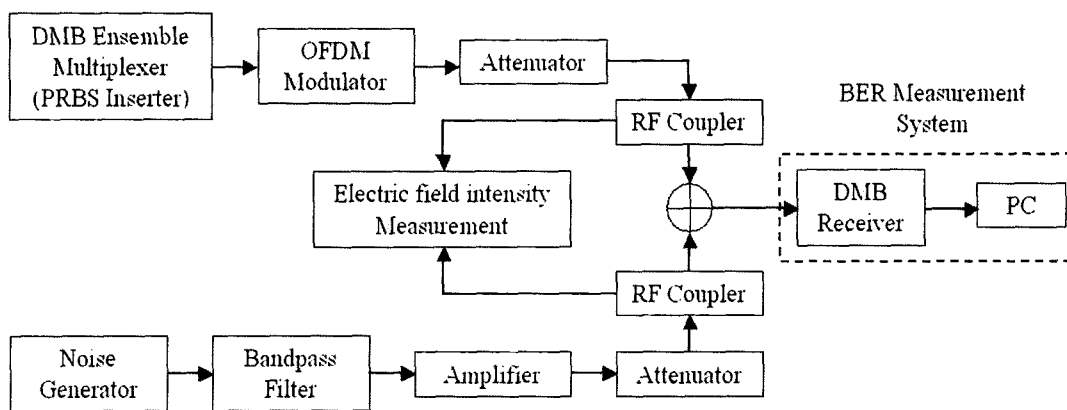 DMB Ensemble
Multiplexer
(PRBS Inserter)
OFDM
Modulator
Attenuator
RF Coupler
BER Measurement
System
Electric field intensity
Measurement
DMB
Receiver
PC
RF Coupler
Noise
Generator
Bandpass
Filter
Amplifier
Attenuator